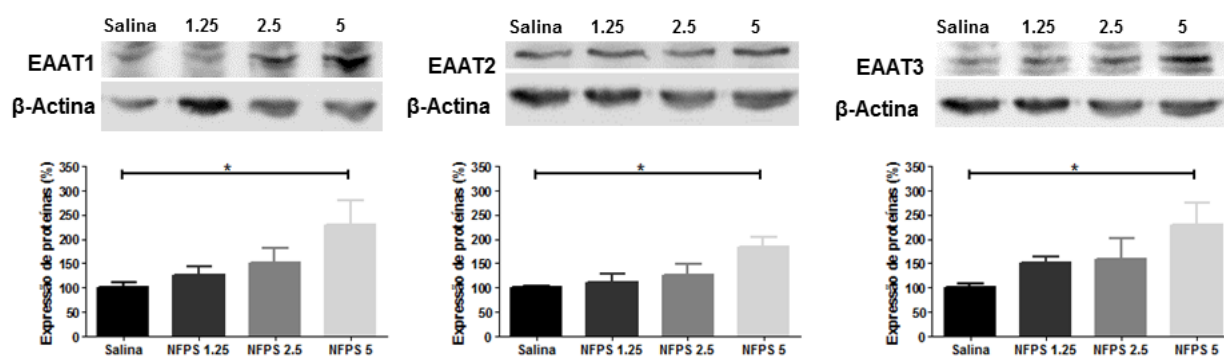 Salina 1.25 2.5 5
EAAT1
β-Actina
Salina 1.25 2.5 5
EAAT2
β-Actina
Salina 1.25 2.5 5
EAAT3
β-Actina
Expressão de proteínas (%)
350
300
250
200
150
100
50
0
*
Salina NFPS 1.25 NFPS 2.5 NFPS 5
Expressão de proteínas (%)
350
300
250
200
150
100
50
0
*
Salina NFPS 1.25 NFPS 2.5 NFPS 5
Expressão de proteínas (%)
350
300
250
200
150
100
50
0
*
Salina NFPS 1.25 NFPS 2.5 NFPS 5